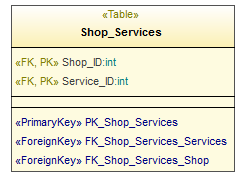 «Table»
Shop_Services
«FK, PK» Shop_ID:int
«FK, PK» Service_ID:int
«PrimaryKey» PK_Shop_Services
«ForeignKey» FK_Shop_Services_Services
«ForeignKey» FK_Shop_Services_Shop